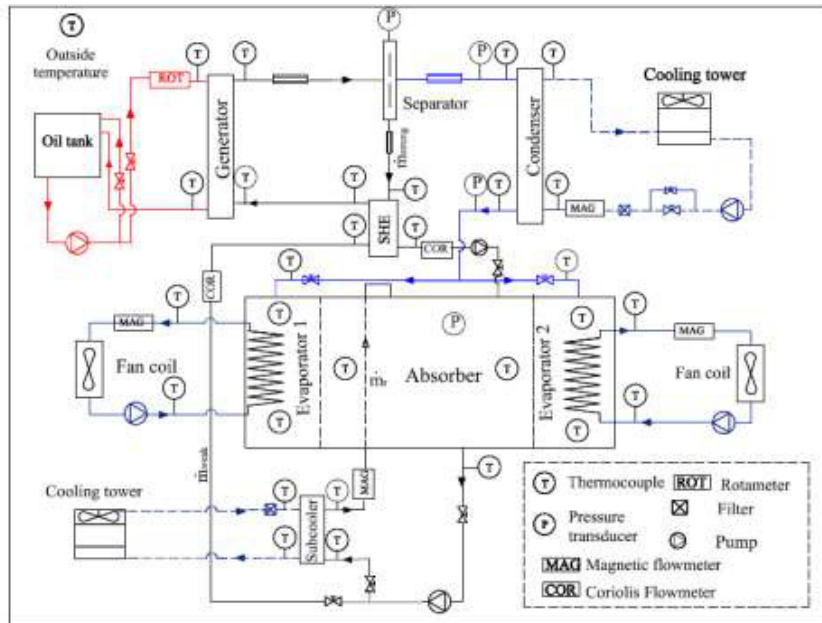 T
Outside
temperature
ROT
T
T
P
T
T
P
Oil tank
Generator
Separator
Condenser
Cooling tower
ṁstrong
T
T
T
T
P
T
T
MAG
T
SHE
T
COR
COR
T
T
T
MAG
T
T
P
T
T
MAG
Fan coil
Evaporator 1
T
ṁr
Absorber
T
Evaporator 2
Fan coil
T
T
T
T
ṁweak
T
Cooling tower
T
T
MAG
Subcooler
T
T
T Thermocouple
ROT Rotameter
P Pressure
transducer
Filter
Pump
MAG Magnetic flowmeter
COR Coriolis Flowmeter